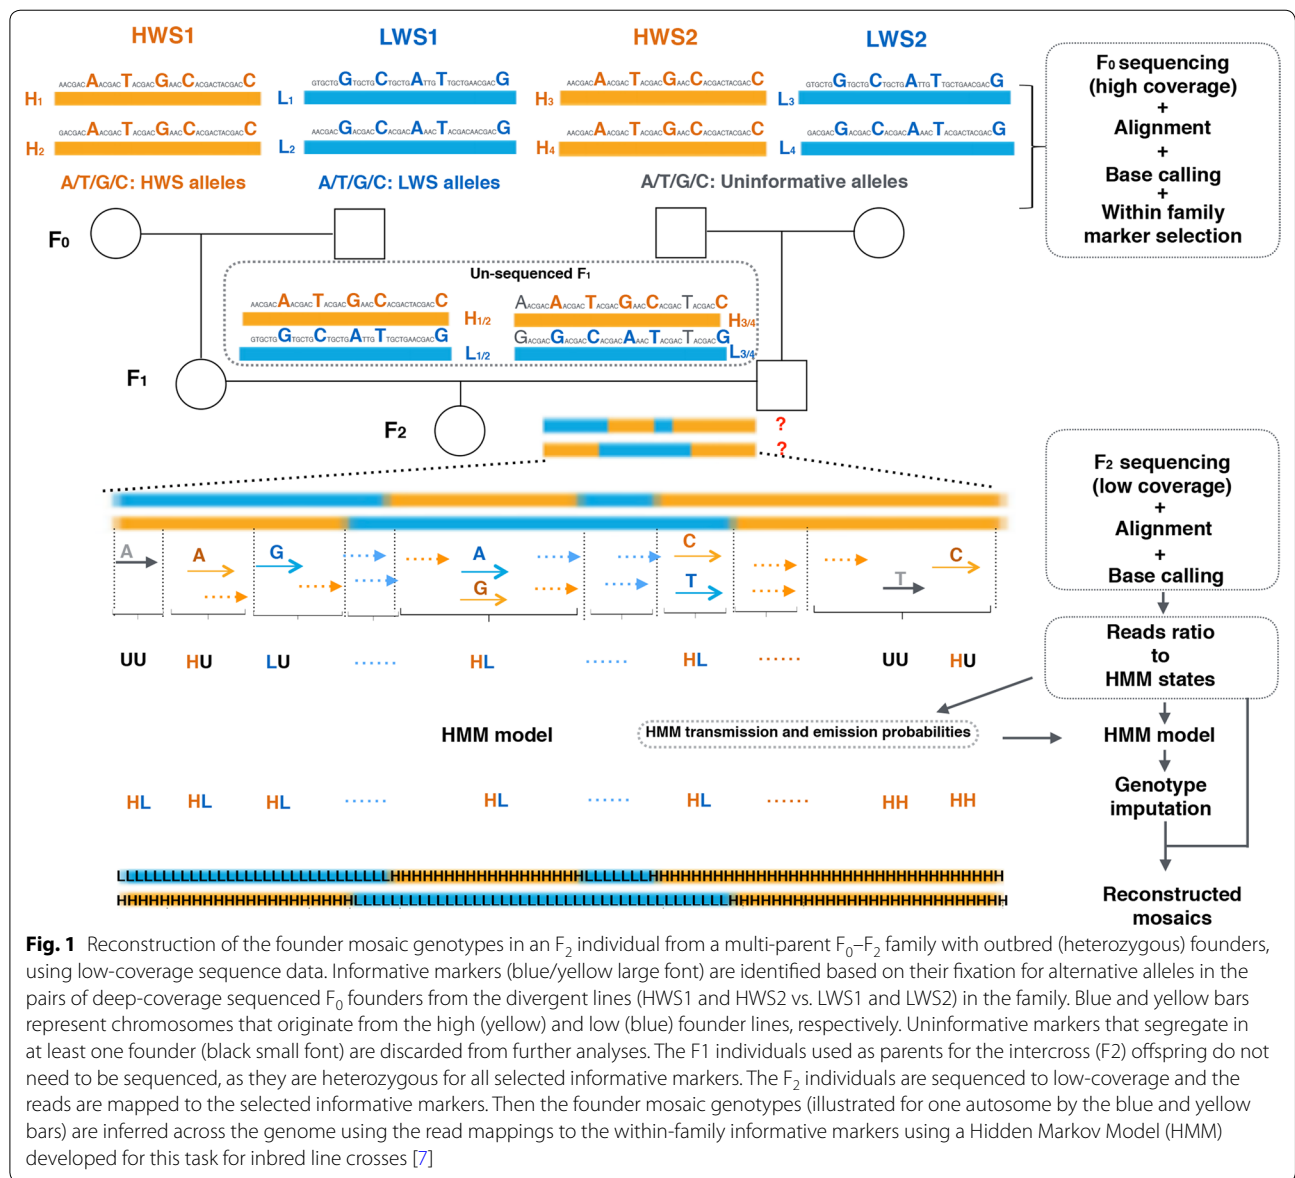 HWS1 LWS1 HWS2 LWS2
H1 AACGACAACGACTACGACGAACCACGACTACGACC
L1 GTGCTGGTGCTGCTGCTGATTGTTGCTGAACGACG
H3 AACGACAACGACTACGACGAACCACGACTACGACC
L3 GTGCTGGTGCTGCTGCTGATTGTTGCTGAACGACG
H2 GACGACAACGACTACGACGAACCACGACTACGACC
L2 AACGACGACGACCACGACAAACTACGACAACGACG
H4 AACGACAACGACTACGACGAACCACGACTACGACC
L4 GACGACGACGACCACGACAAACTACGACTACGACG
A/T/G/C: HWS alleles A/T/G/C: LWS alleles A/T/G/C: Uninformative alleles
F0 sequencing
(high coverage)
+
Alignment
+
Base calling
+
Within family
marker selection
F0
Un-sequenced F1
AACGACAACGACTACGACGAACCACGACTACGACC
H1/2
GTGCTGGTGCTGCTGCTGATTGTTGCTGAACGACG
L1/2
AACGACAACGACTACGACGAACCACGACTACGACC
H3/4
GACGACGACGACCACGACAAACTACGACTACGACG
L3/4
F1
F2
?
?
F2 sequencing
(low coverage)
+
Alignment
+
Base calling
A A G A G C T T C
Reads ratio
to
HMM states
UU HU LU ...... HL ...... HL ...... UU HU
HMM model
HMM transmission and emission probabilities
HMM model
Genotype
imputation
HL HL HL ...... HL ...... HL ...... HH HH
Reconstructed
mosaics
Fig. 1 Reconstruction of the founder mosaic genotypes in an F2 individual from a multi-parent F0–F2 family with outbred (heterozygous) founders,
using low-coverage sequence data. Informative markers (blue/yellow large font) are identified based on their fixation for alternative alleles in the
pairs of deep-coverage sequenced F0 founders from the divergent lines (HWS1 and HWS2 vs. LWS1 and LWS2) in the family. Blue and yellow bars
represent chromosomes that originate from the high (yellow) and low (blue) founder lines, respectively. Uninformative markers that segregate in
at least one founder (black small font) are discarded from further analyses. The F1 individuals used as parents for the intercross (F2) offspring do not
need to be sequenced, as they are heterozygous for all selected informative markers. The F2 individuals are sequenced to low-coverage and the
reads are mapped to the selected informative markers. Then the founder mosaic genotypes (illustrated for one autosome by the blue and yellow
bars) are inferred across the genome using the read mappings to the within-family informative markers using a Hidden Markov Model (HMM)
developed for this task for inbred line crosses [7]